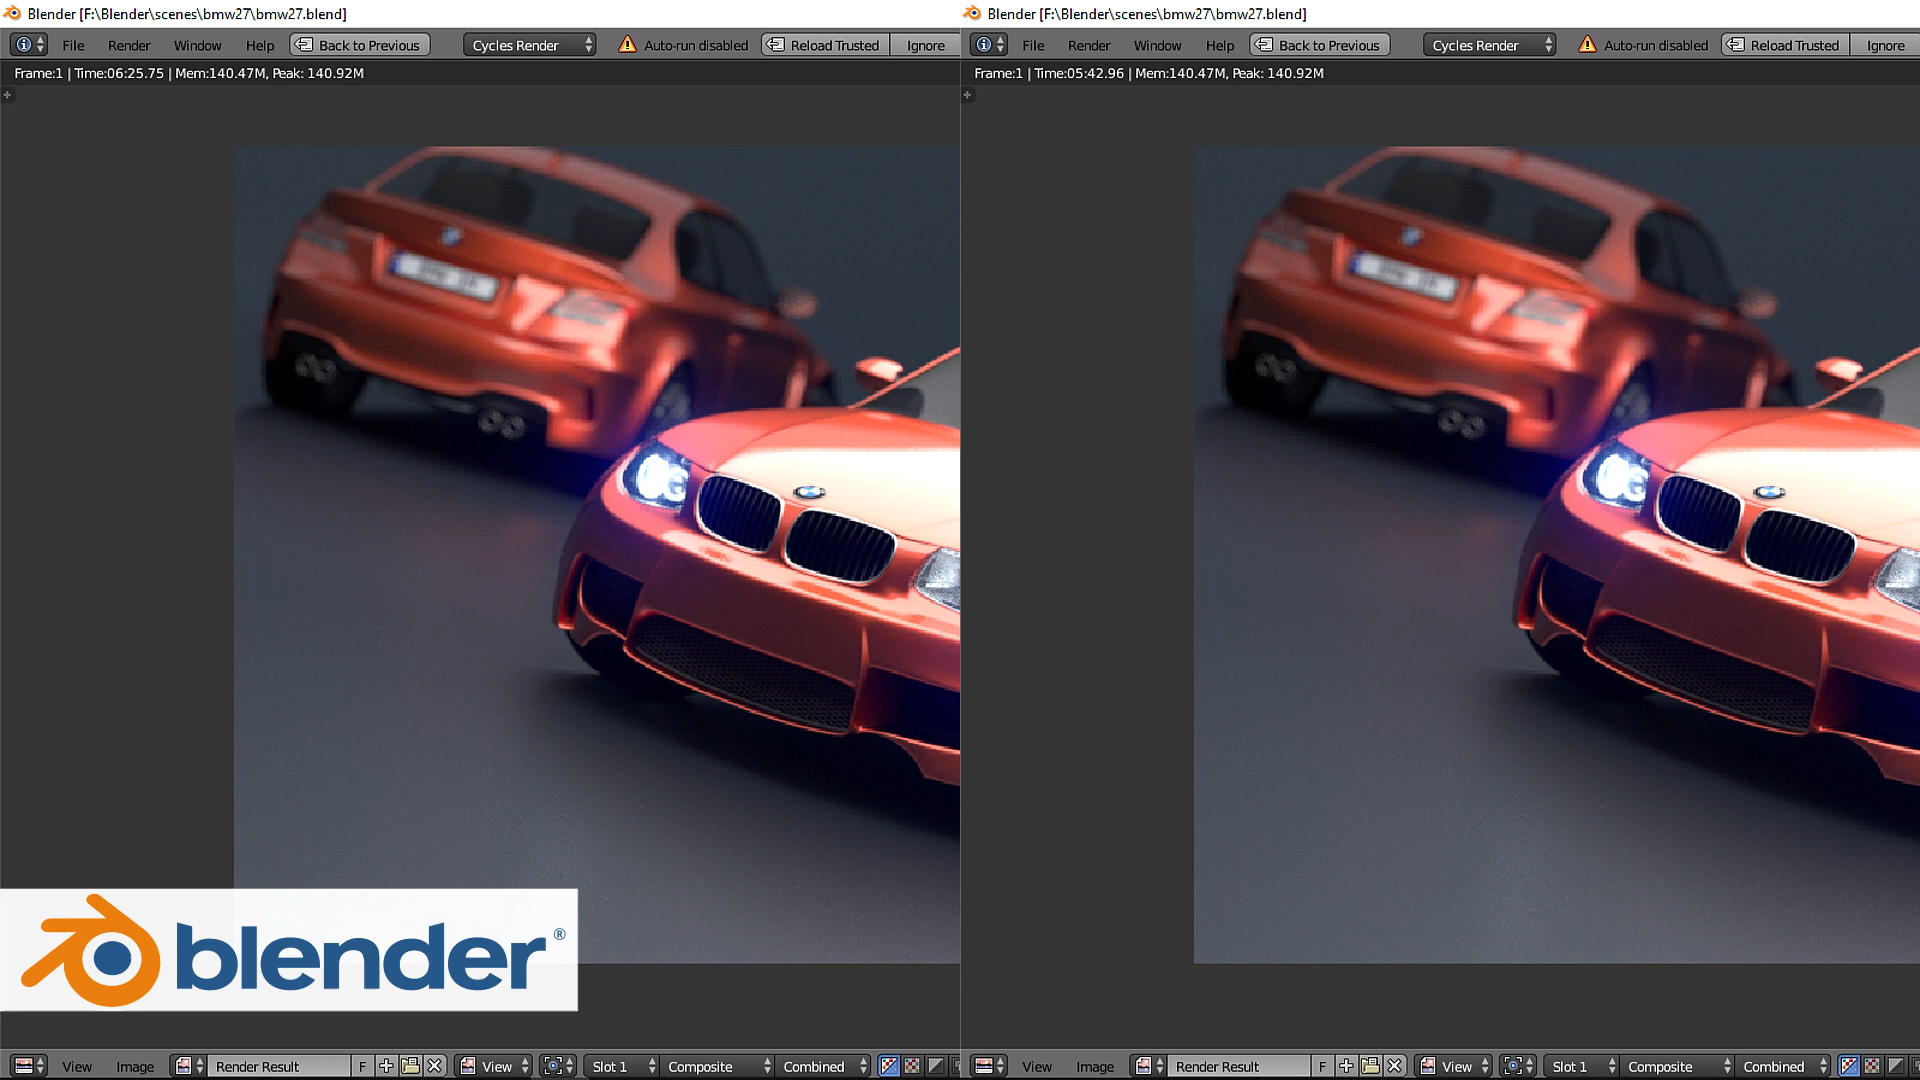 Blender [F:\Blender\scenes\bmw27\bmw27.blend]
File Render Window Help Back to Previous Cycles Render Auto-run disabled Reload Trusted Ignore
Frame:1 | Time:06:25.75 | Mem:140.47M, Peak: 140.92M
blender®
View Image Render Result F View Slot 1 Composite Combined
Blender [F:\Blender\scenes\bmw27\bmw27.blend]
File Render Window Help Back to Previous Cycles Render Auto-run disabled Reload Trusted Ignore
Frame:1 | Time:05:42.96 | Mem:140.47M, Peak: 140.92M
View Image Render Result F View Slot 1 Composite Combined